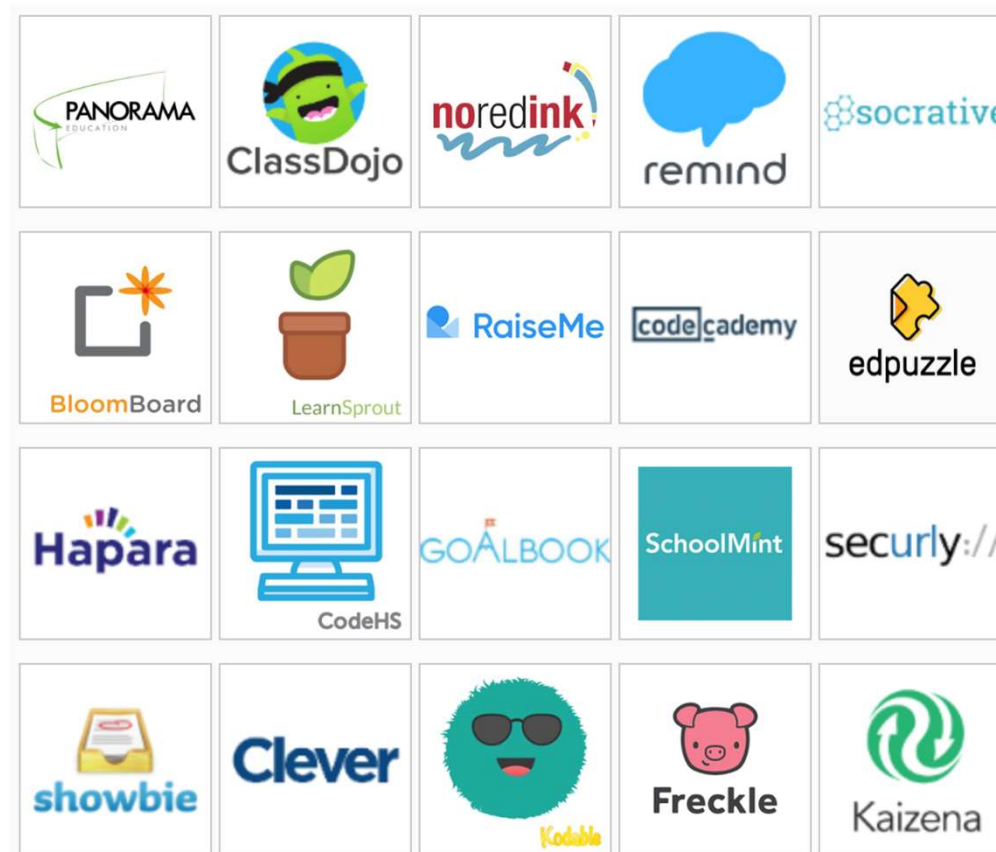 PANORAMA
EDUCATION
ClassDojo
noredink
remind
socrative
BloomBoard
LearnSprout
RaiseMe
codecademy
edpuzzle
Hapara
CodeHS
GOALBOOK
SchoolMint
securly://
showbie
Clever
Kodable
Freckle
Kaizena